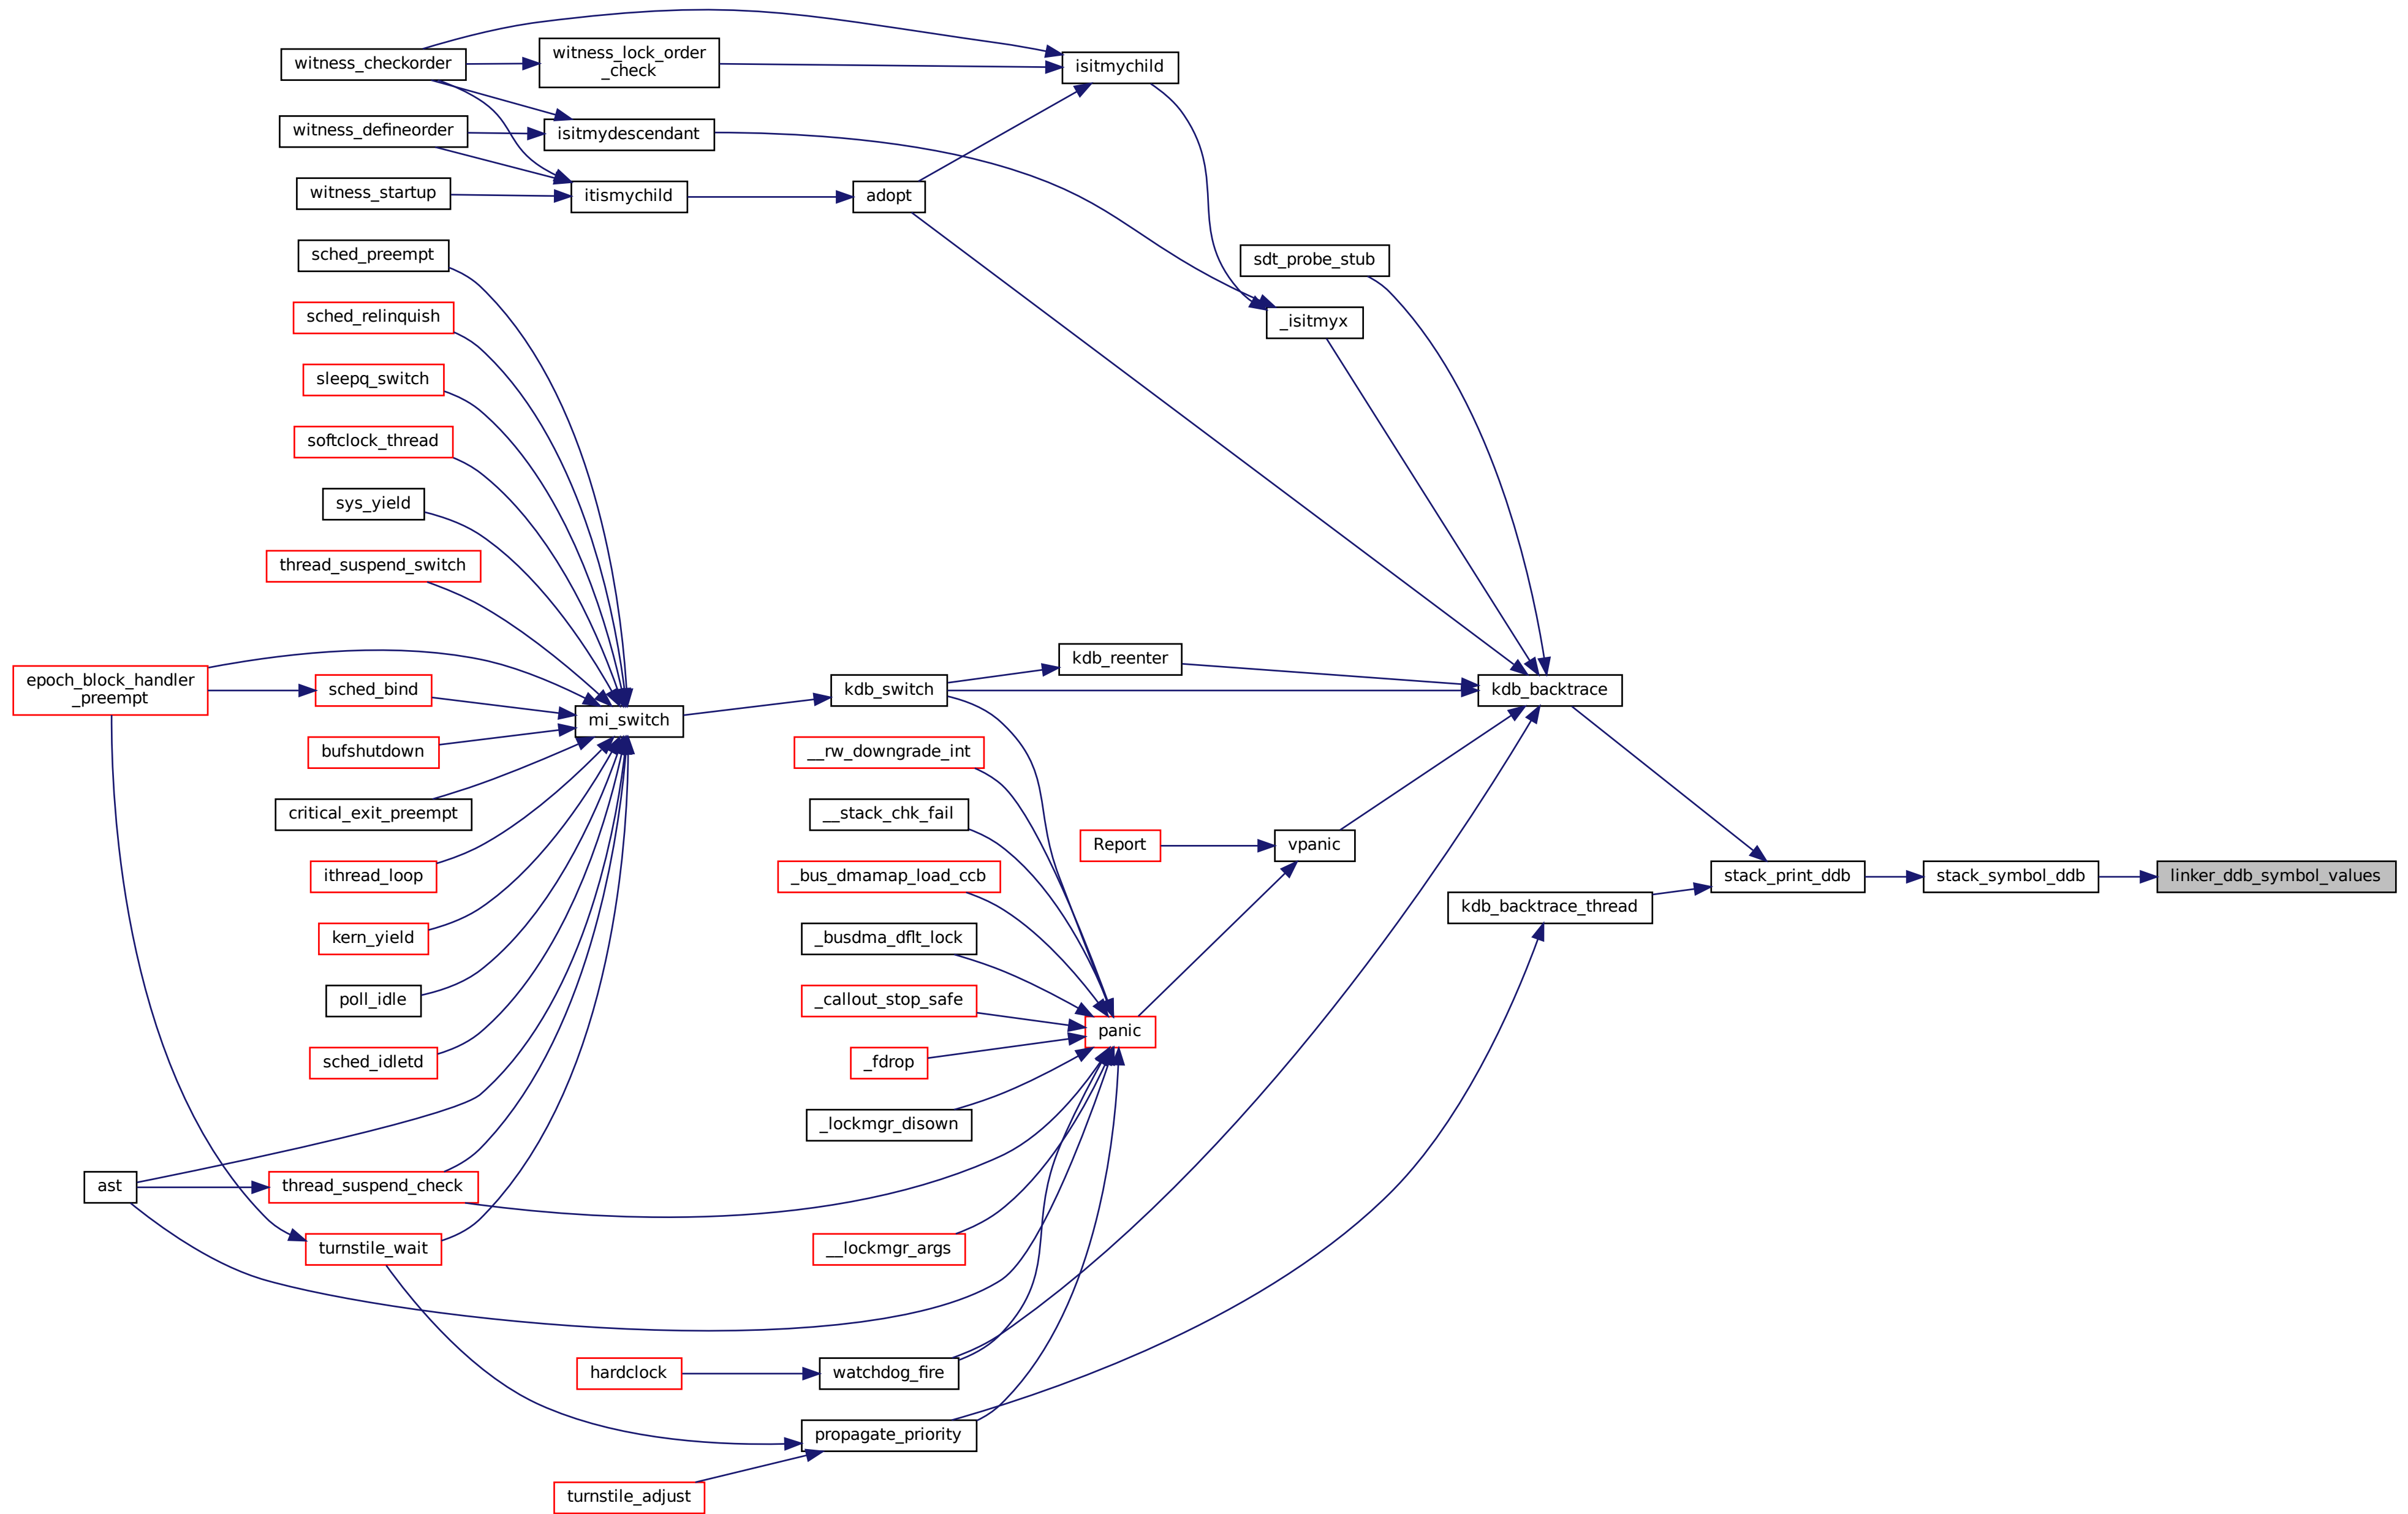 witness_checkorder
witness_lock_order
_check
isitmychild
witness_defineorder
isitmydescendant
witness_startup
itismychild
adopt
sched_preempt
sdt_probe_stub
sched_relinquish
_isitmyx
sleepq_switch
softclock_thread
sys_yield
thread_suspend_switch
epoch_block_handler
_preempt
sched_bind
mi_switch
kdb_switch
kdb_reenter
kdb_backtrace
bufshutdown
__rw_downgrade_int
critical_exit_preempt
__stack_chk_fail
Report
vpanic
ithread_loop
_bus_dmamap_load_ccb
stack_print_ddb
stack_symbol_ddb
linker_ddb_symbol_values
kdb_backtrace_thread
kern_yield
_busdma_dflt_lock
poll_idle
_callout_stop_safe
panic
sched_idletd
_fdrop
_lockmgr_disown
ast
thread_suspend_check
turnstile_wait
__lockmgr_args
hardclock
watchdog_fire
propagate_priority
turnstile_adjust